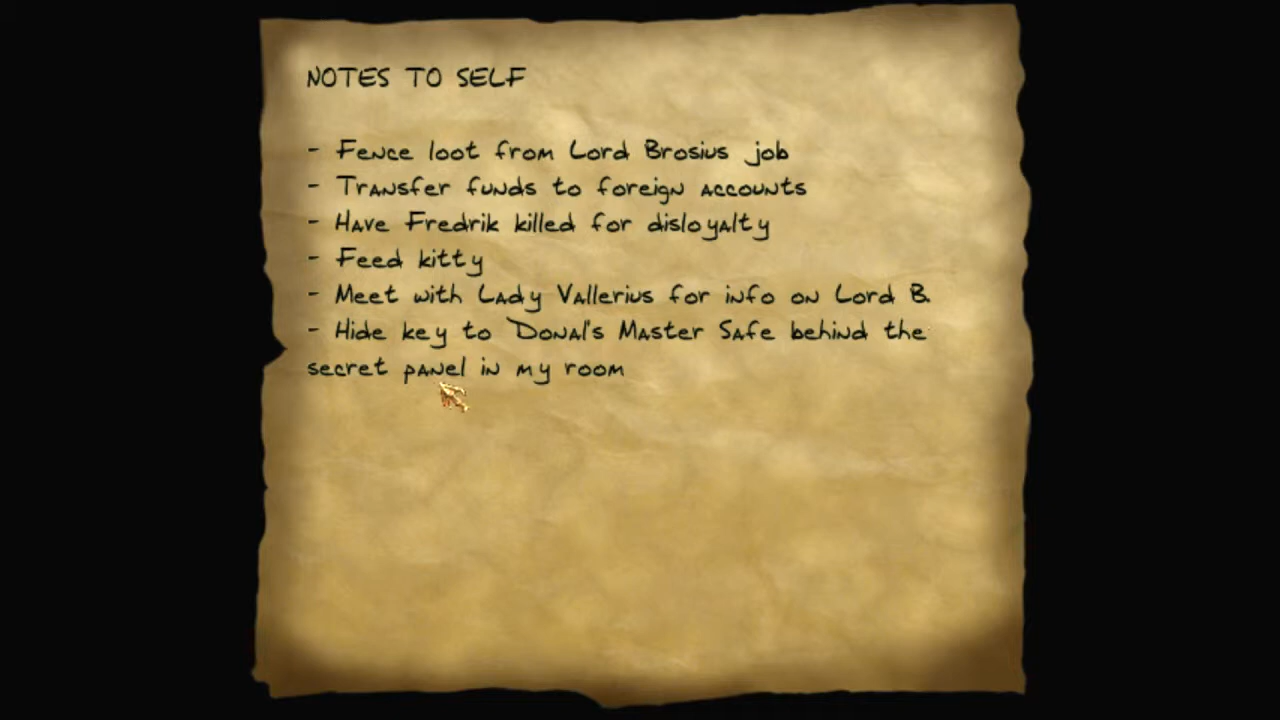 NOTES TO SELF
- Fence loot from Lord Brosius job
- Transfer funds to foreign accounts
- Have Fredrik killed for disloyalty
- Feed kitty
- Meet with Lady Vallerius for info on Lord B.
- Hide key to Donal's Master Safe behind the
secret panel in my room